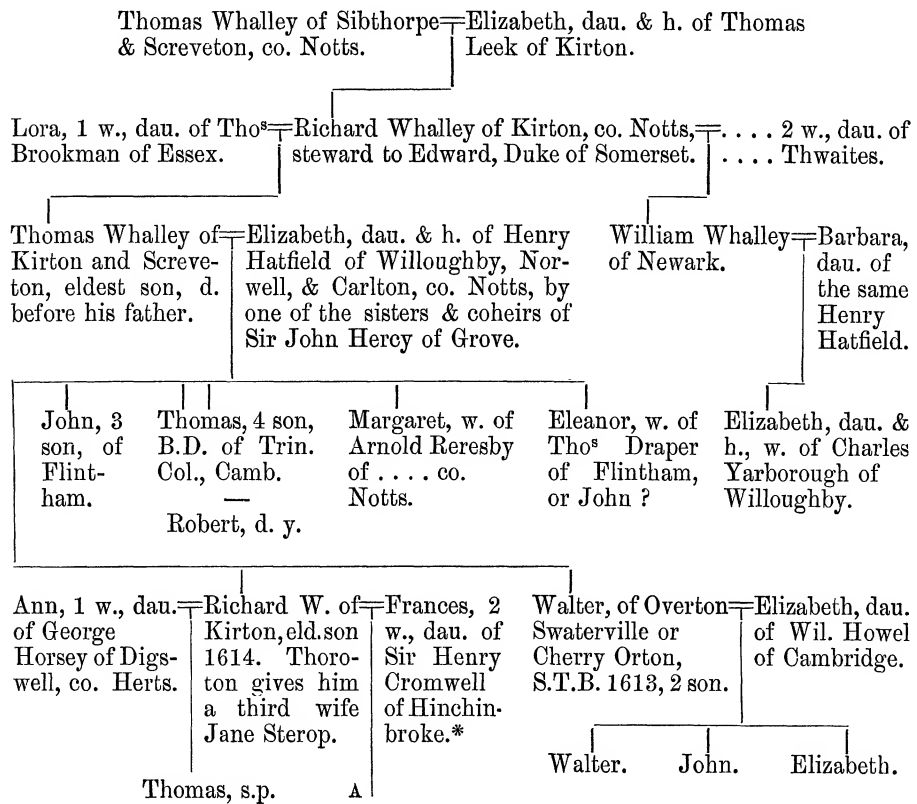 Thomas Whalley of Sibthorpe
& Screveton, co. Notts.
Elizabeth, dau. & h. of Thomas
Leek of Kirton.
Lora, 1 w., dau. of Thoˢ
Brookman of Essex.
Richard Whalley of Kirton, co. Notts,
steward to Edward, Duke of Somerset.
. . . . 2 w., dau. of
. . . . Thwaites.
Thomas Whalley of
Kirton and Screve-
ton, eldest son, d.
before his father.
Elizabeth, dau. & h. of Henry
Hatfield of Willoughby, Nor-
well, & Carlton, co. Notts, by
one of the sisters & coheirs of
Sir John Hercy of Grove.
William Whalley
of Newark.
Barbara,
dau. of
the same
Henry
Hatfield.
John, 3
son, of
Flint-
ham.
Thomas, 4 son,
B.D. of Trin.
Col., Camb.
—
Robert, d. y.
Margaret, w. of
Arnold Reresby
of . . . . co.
Notts.
Eleanor, w. of
Thoˢ Draper
of Flintham,
or John ?
Elizabeth, dau. &
h., w. of Charles
Yarborough of
Willoughby.
Ann, 1 w., dau.
of George
Horsey of Digs-
well, co. Herts.
Richard W. of
Kirton, eld. son
1614. Thoro-
ton gives him
a third wife
Jane Sterop.
Frances, 2
w., dau. of
Sir Henry
Cromwell
of Hinchin-
broke.*
Walter, of Overton
Swaterville or
Cherry Orton,
S.T.B. 1613, 2 son.
Elizabeth, dau.
of Wil. Howel
of Cambridge.
Thomas, s.p.
A
Walter.
John.
Elizabeth.